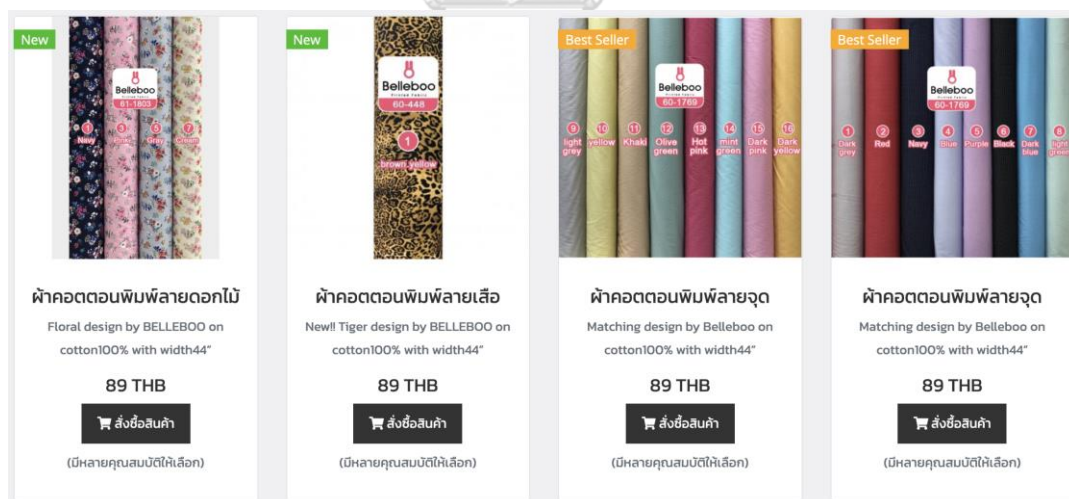 New
Belleboo
Printed Fabric
61-1803
1 3 5 7
Navy Pink Gray Cream
ผ้าคอตตอนพิมพ์ลายดอกไม้
Floral design by BELLEBOO on
cotton100% with width44"
89 THB
สั่งซื้อสินค้า
(มีหลายคุณสมบัติให้เลือก)
New
Belleboo
Printed Fabric
60-448
1
brown.yellow
ผ้าคอตตอนพิมพ์ลายเสือ
New!! Tiger design by BELLEBOO on
cotton100% with width44"
89 THB
สั่งซื้อสินค้า
(มีหลายคุณสมบัติให้เลือก)
Best Seller
Belleboo
Printed Fabric
60-1769
9 10 11 12 13 14 15 16
light grey yellow Khaki Olive green Hot pink mint green Dark pink Dark yellow
ผ้าคอตตอนพิมพ์ลายจุด
Matching design by Belleboo on
cotton100% with width44"
89 THB
สั่งซื้อสินค้า
(มีหลายคุณสมบัติให้เลือก)
Best Seller
Belleboo
Printed Fabric
60-1769
1 2 3 4 5 6 7 8
Dark grey Red Navy Blue Purple Black Dark blue light green
ผ้าคอตตอนพิมพ์ลายจุด
Matching design by Belleboo on
cotton100% with width44"
89 THB
สั่งซื้อสินค้า
(มีหลายคุณสมบัติให้เลือก)